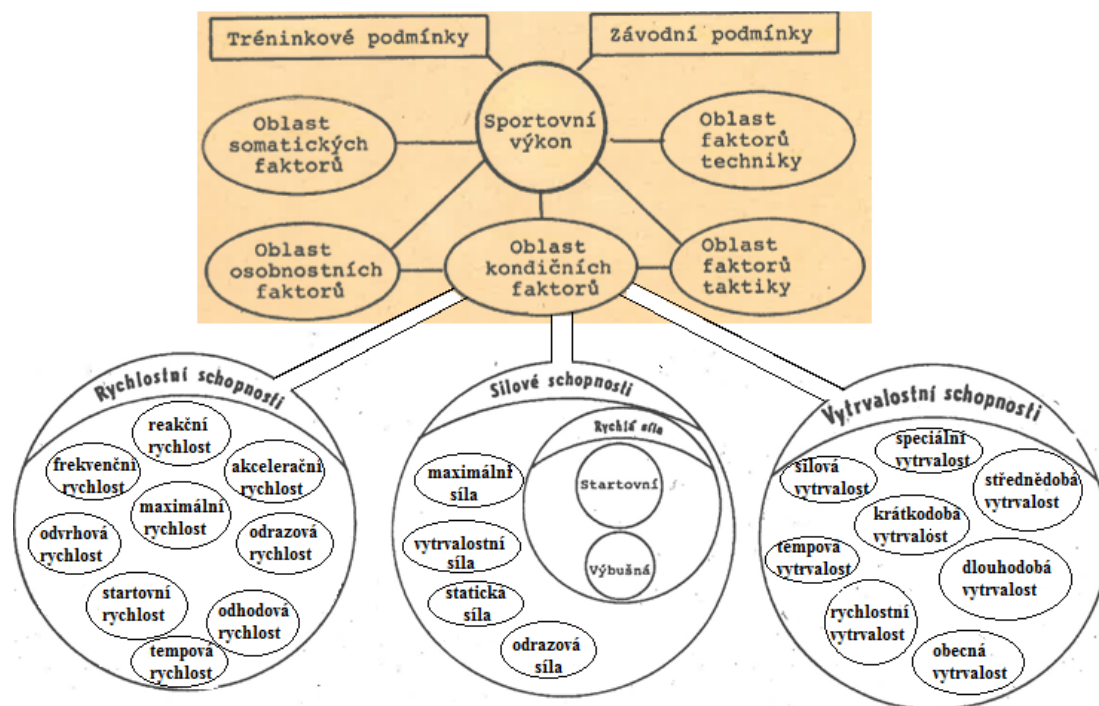 Tréninkové podmínky
Závodní podmínky
Sportovní
výkon
Oblast
somatických
faktorů
Oblast
faktorů
techniky
Oblast
osobnostních
faktorů
Oblast
kondičních
faktorů
Oblast
faktorů
taktiky
Rychlostní schopnosti
reakční
rychlost
frekvenční
rychlost
akcelerační
rychlost
maximální
rychlost
odvrhová
rychlost
odrazová
rychlost
startovní
rychlost
odhodová
rychlost
tempová
rychlost
Silové schopnosti
Rychlá síla
Startovní
Výbušná
maximální
síla
vytrvalostní
síla
statická
síla
odrazová
síla
Vytrvalostní schopnosti
speciální
vytrvalost
silová
vytrvalost
střednědobá
vytrvalost
krátkodobá
vytrvalost
tempová
vytrvalost
dlouhodobá
vytrvalost
rychlostní
vytrvalost
obecná
vytrvalost